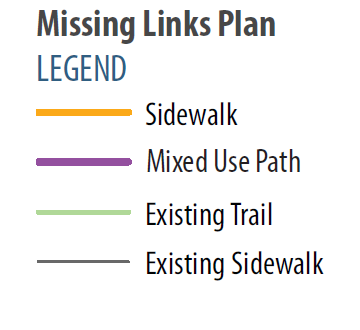 Missing Links Plan
LEGEND
Sidewalk
Mixed Use Path
Existing Trail
Existing Sidewalk